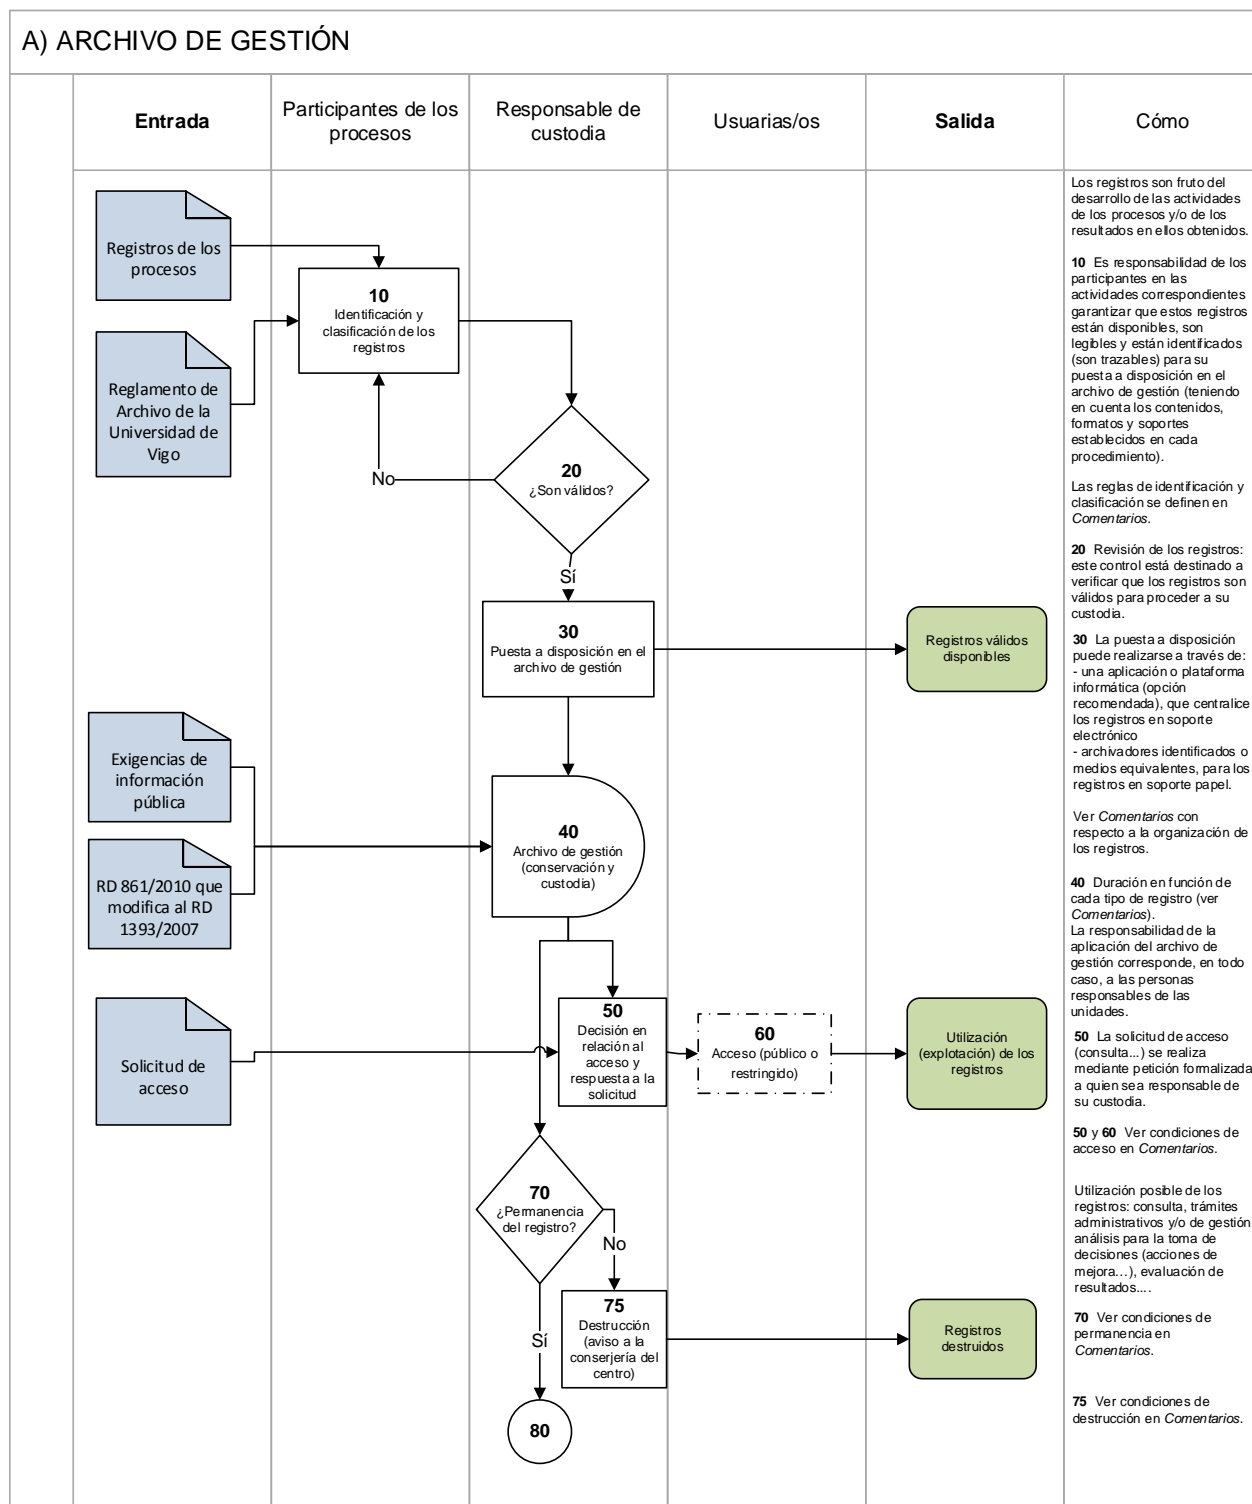 A) ARCHIVO DE GESTIÓN
Entrada
Participantes de los
procesos
Responsable de
custodia
Usuarias/os
Salida
Cómo
Registros de los
procesos
Reglamento de
Archivo de la
Universidad de
Vigo
10
Identificación y
clasificación de los
registros
20
¿Son válidos?
No
Sí
30
Puesta a disposición en el
archivo de gestión
Registros válidos
disponibles
Exigencias de
información
pública
RD 861/2010 que
modifica al RD
1393/2007
40
Archivo de gestión
(conservación y
custodia)
Solicitud de
acceso
50
Decisión en
relación al
acceso y
respuesta a la
solicitud
60
Acceso (público o
restringido)
Utilización
(explotación) de los
registros
70
¿Permanencia
del registro?
No
Sí
75
Destrucción
(aviso a la
conserjería del
centro)
Registros
destruidos
80
Los registros son fruto del
desarrollo de las actividades
de los procesos y/o de los
resultados en ellos obtenidos.
10 Es responsabilidad de los
participantes en las
actividades correspondientes
garantizar que estos registros
están disponibles, son
legibles y están identificados
(son trazables) para su
puesta a disposición en el
archivo de gestión (teniendo
en cuenta los contenidos,
formatos y soportes
establecidos en cada
procedimiento).
Las reglas de identificación y
clasificación se definen en
Comentarios.
20 Revisión de los registros:
este control está destinado a
verificar que los registros son
válidos para proceder a su
custodia.
30 La puesta a disposición
puede realizarse a través de:
- una aplicación o plataforma
informática (opción
recomendada), que centralice
los registros en soporte
electrónico
- archivadores identificados o
medios equivalentes, para los
registros en soporte papel.
Ver Comentarios con
respecto a la organización de
los registros.
40 Duración en función de
cada tipo de registro (ver
Comentarios).
La responsabilidad de la
aplicación del archivo de
gestión corresponde, en todo
caso, a las personas
responsables de las
unidades.
50 La solicitud de acceso
(consulta...) se realiza
mediante petición formalizada
a quien sea responsable de
su custodia.
50 y 60 Ver condiciones de
acceso en Comentarios.
Utilización posible de los
registros: consulta, trámites
administrativos y/o de gestión
análisis para la toma de
decisiones (acciones de
mejora...), evaluación de
resultados....
70 Ver condiciones de
permanencia en
Comentarios.
75 Ver condiciones de
destrucción en Comentarios.